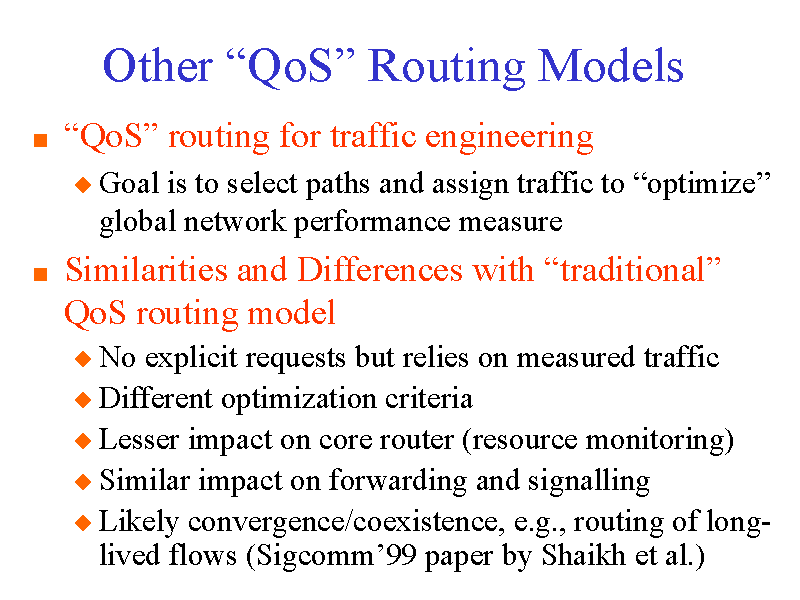 Other “QoS” Routing Models
“QoS” routing for traffic engineering
Goal is to select paths and assign traffic to “optimize”
global network performance measure
Similarities and Differences with “traditional”
QoS routing model
No explicit requests but relies on measured traffic
Different optimization criteria
Lesser impact on core router (resource monitoring)
Similar impact on forwarding and signalling
Likely convergence/coexistence, e.g., routing of long-
lived flows (Sigcomm’99 paper by Shaikh et al.)